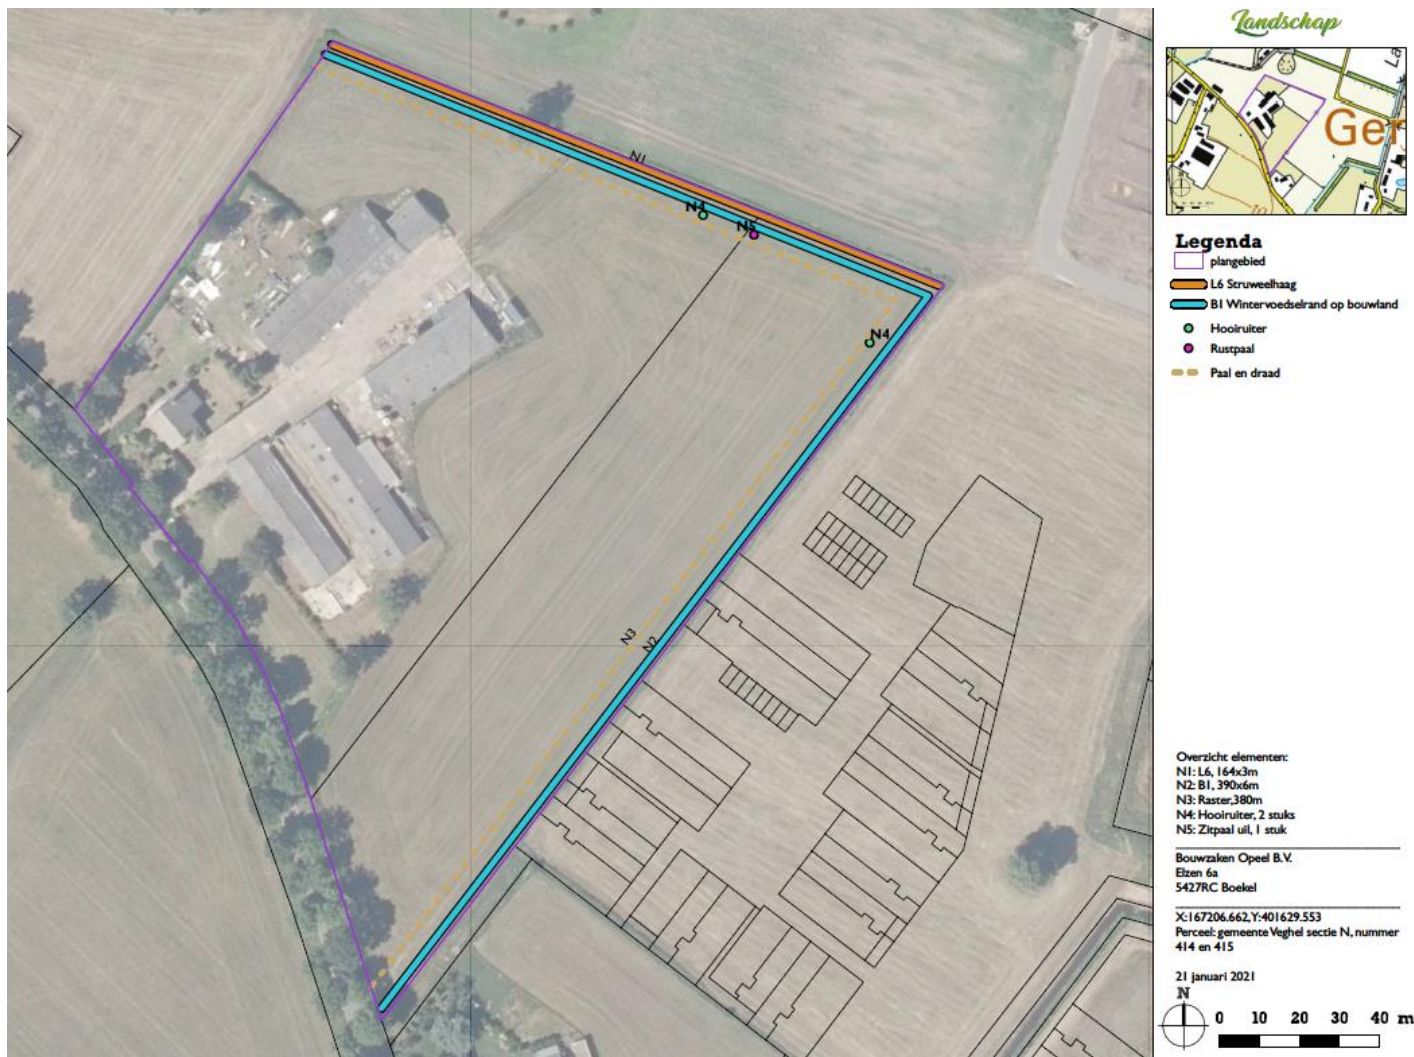 Landschap
La
Ger
10
N1
N4
N5
N4
N3
N2
Legenda
plangebied
L6 Struweelhaag
B1 Wintervoedselrand op bouwland
Hooiruiter
Rustpaal
Paal en draad
Overzicht elementen:
N1: L6, 164x3m
N2: B1, 390x6m
N3: Raster,380m
N4: Hooiruiter, 2 stuks
N5: Zitpaal uil, 1 stuk
Bouwzaken Opeel B.V.
Elzen 6a
5427RC Boekel
X:167206.662,Y:401629.553
Perceel: gemeente Veghel sectie N, nummer
414 en 415
21 januari 2021
N
0 10 20 30 40 m